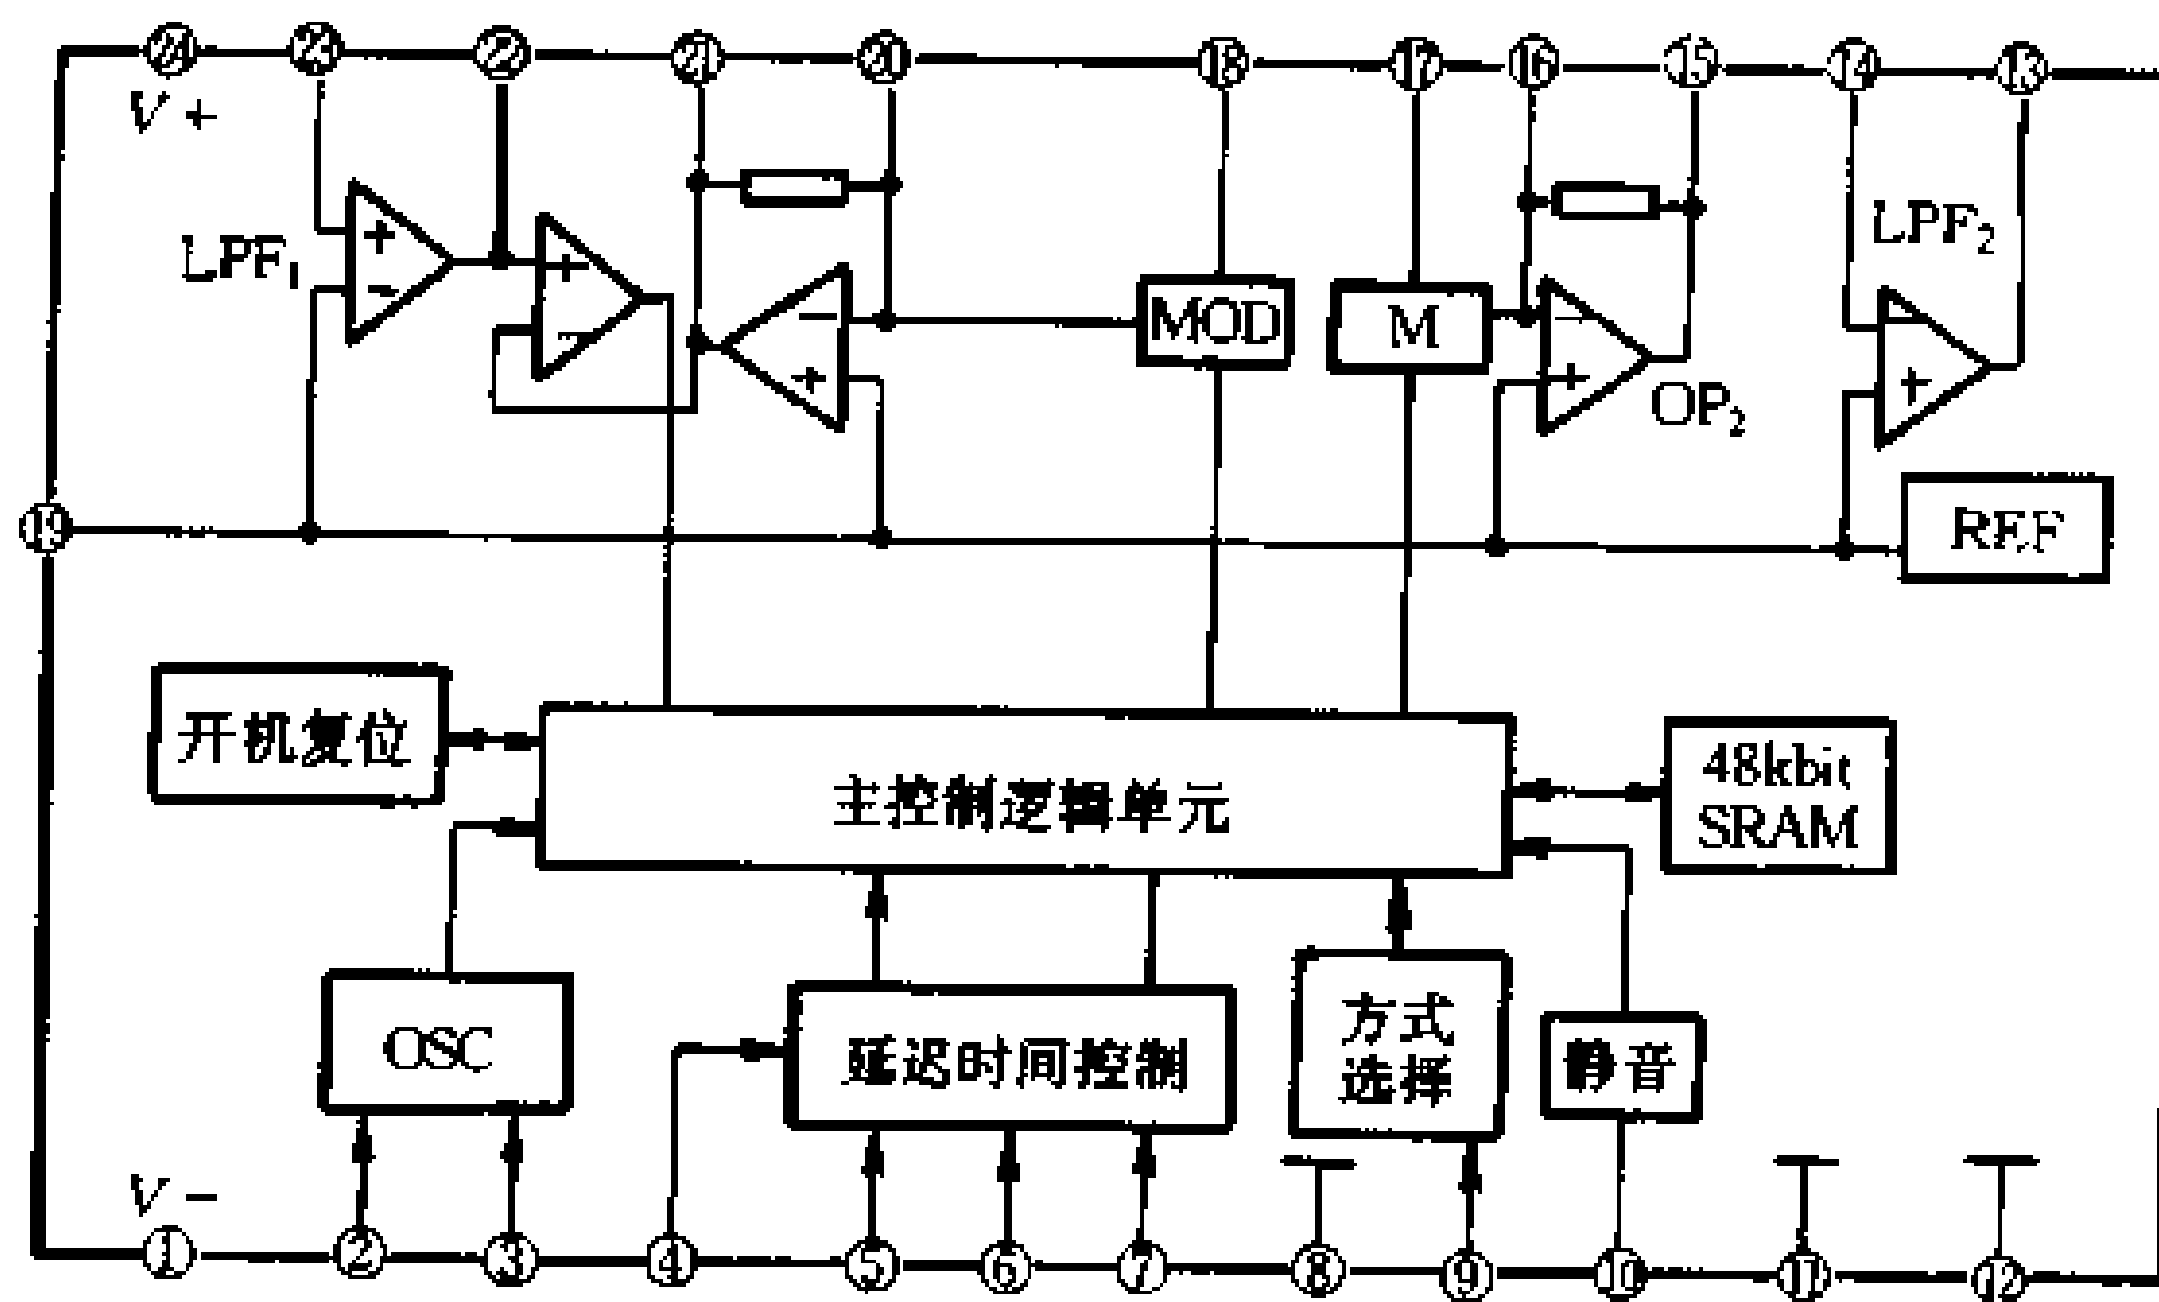 ㉔ ㉓ ㉒ ㉑ ⑳ ⑱ ⑰ ⑯ ⑮ ⑭ ⑬
V +
LPF₁
+
−
+
−
−
+
MOD
M
−
+
OP₂
LPF₂
−
+
⑲
REF
开机复位
主控制逻辑单元
48kbit
SRAM
OSC
延迟时间控制
方式
选择
静音
V −
① ② ③ ④ ⑤ ⑥ ⑦ ⑧ ⑨ ⑩ ⑪ ⑫